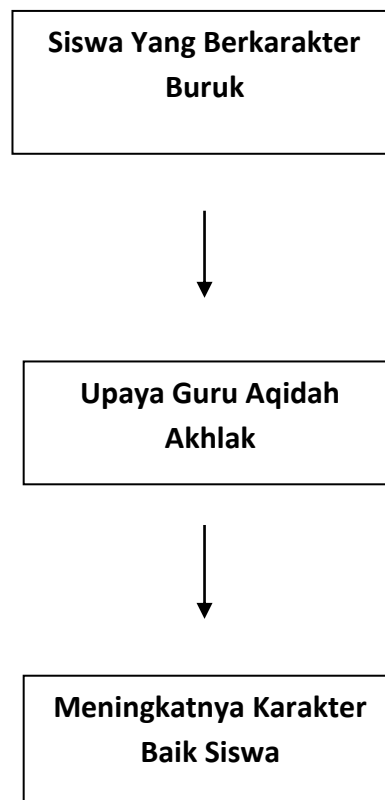 Siswa Yang Berkarakter
Buruk
Upaya Guru Aqidah
Akhlak
Meningkatnya Karakter
Baik Siswa